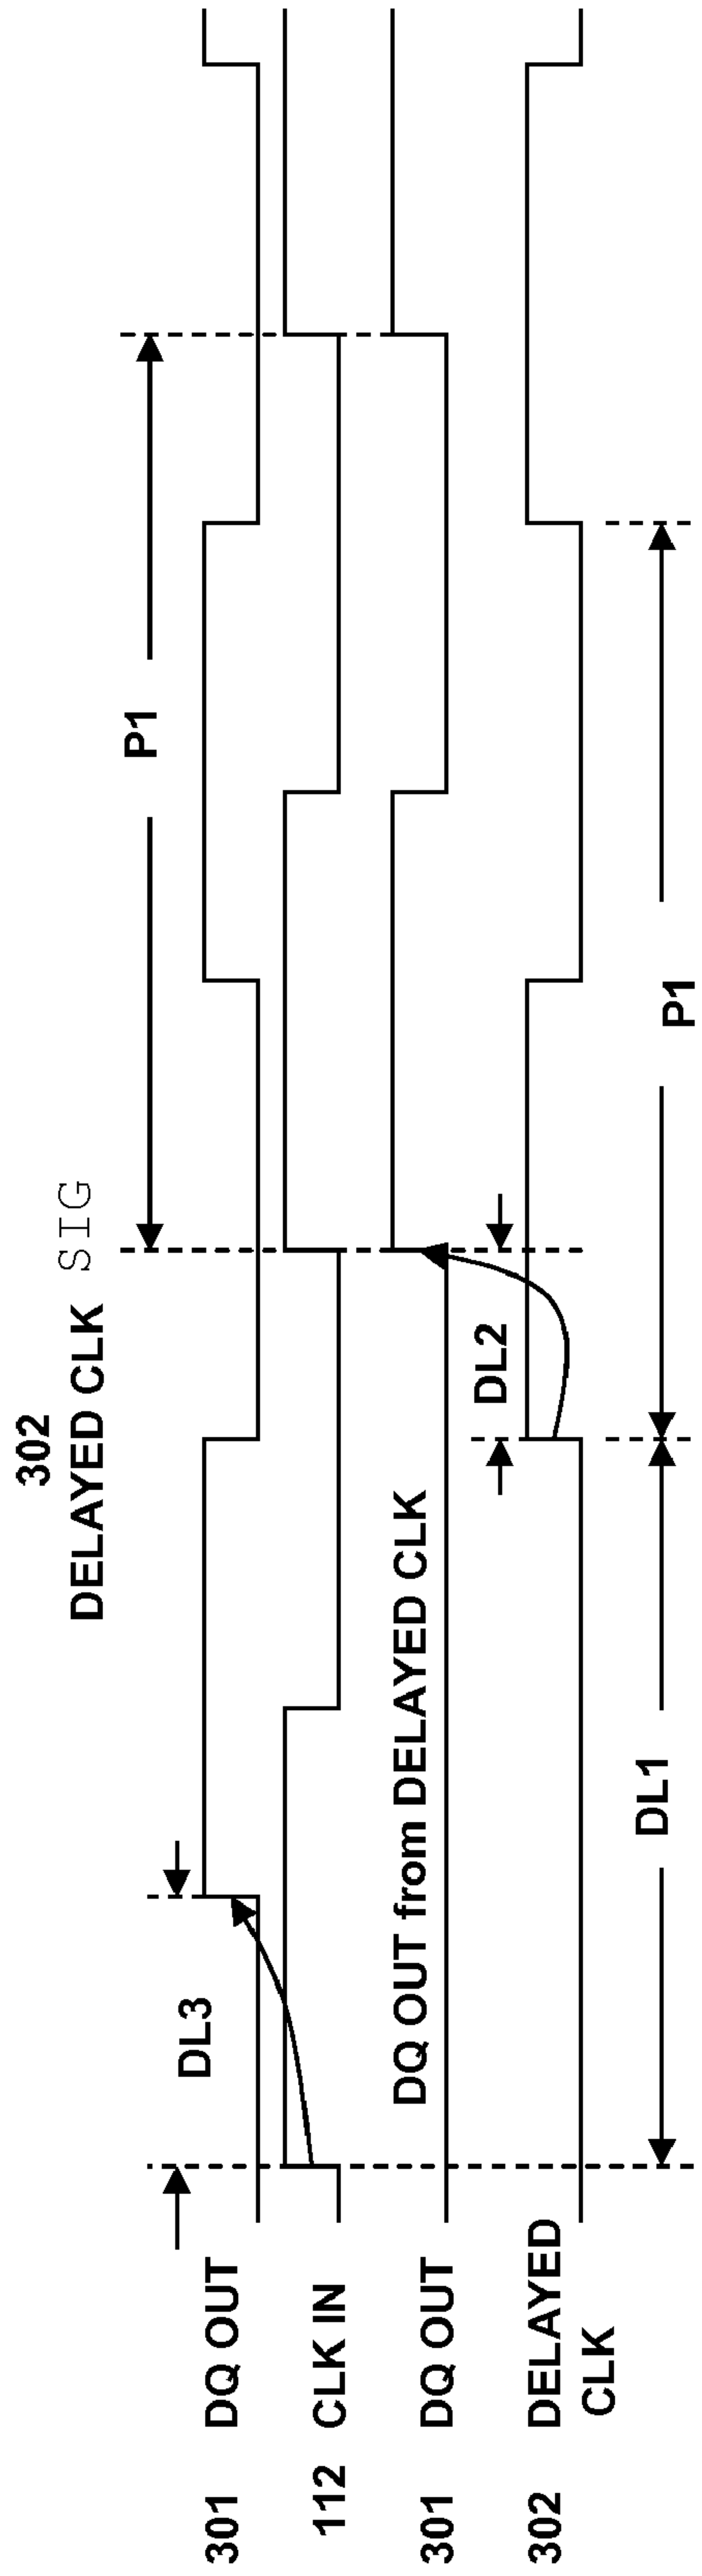 302
DELAYED CLK SIG
P1
DL3
301 DQ OUT
112 CLK IN
DQ OUT from DELAYED CLK
301 DQ OUT
DL2
302 DELAYED
CLK
DL1
P1